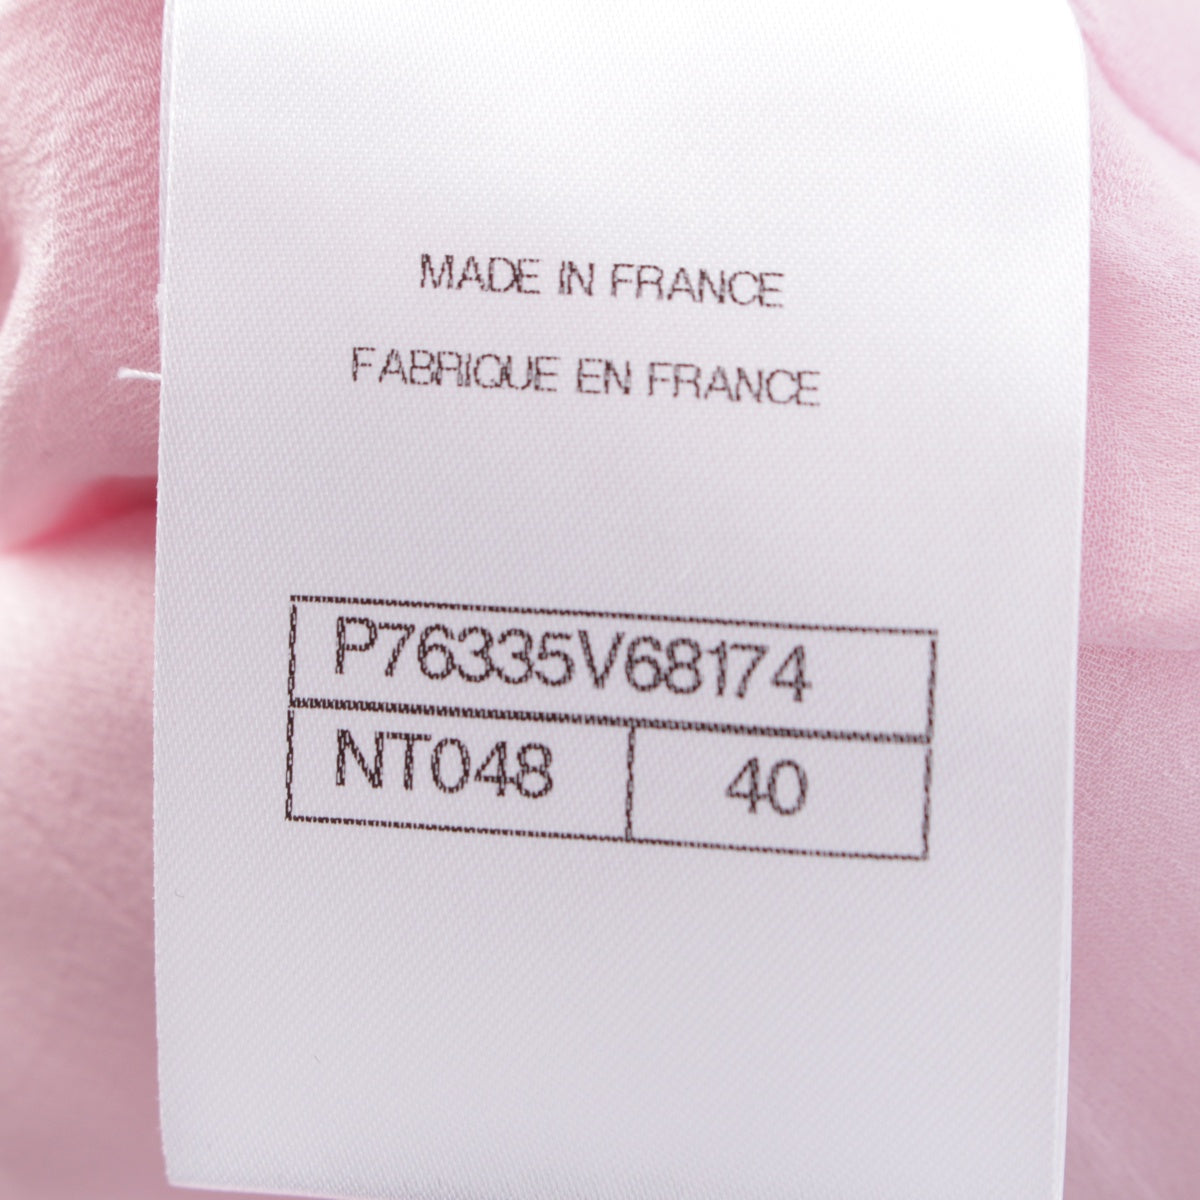 MADE IN FRANCE
FABRIQUE EN FRANCE
P76335V68174
NT048 40